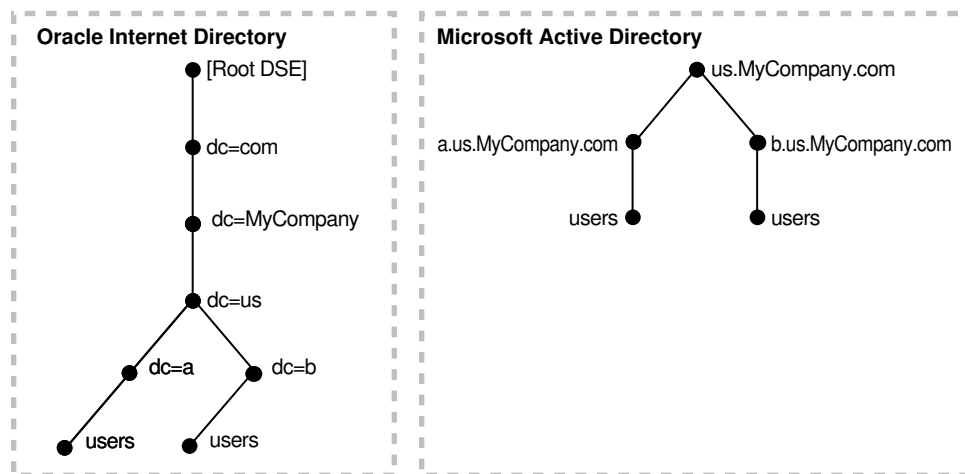 Oracle Internet Directory
[Root DSE]
dc=com
dc=MyCompany
dc=us
dc=a
dc=b
users
users
Microsoft Active Directory
us.MyCompany.com
a.us.MyCompany.com
b.us.MyCompany.com
users
users